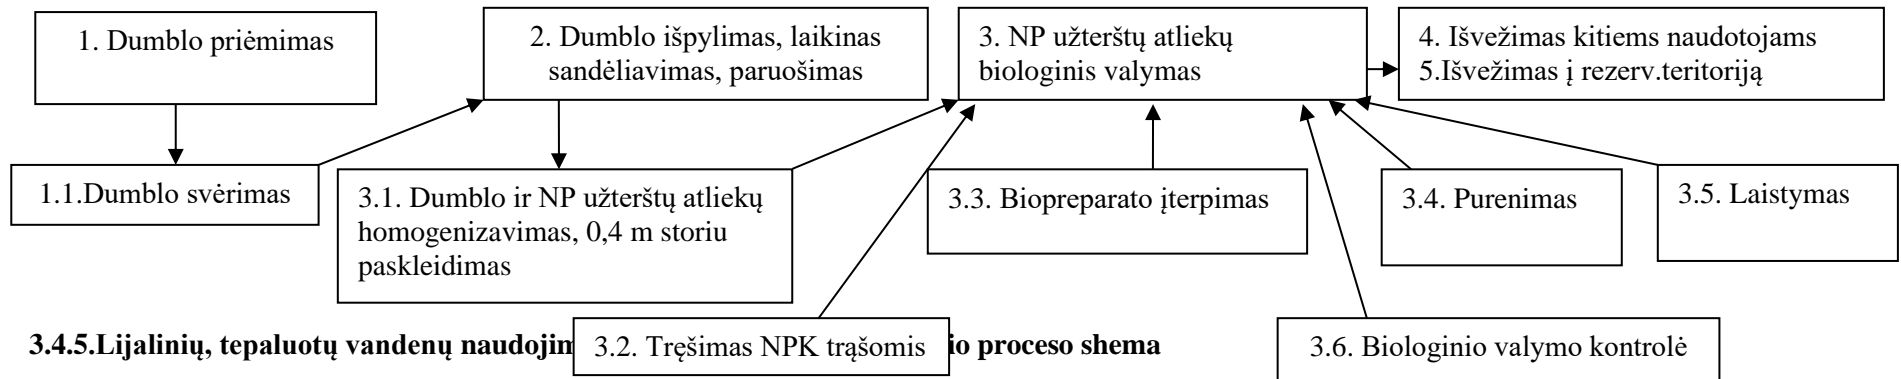 1. Dumblo priėmimas
2. Dumblo išpylimas, laikinas
sandėliavimas, paruošimas
3. NP užterštų atliekų
biologinis valymas
4. Išvežimas kitiems naudotojams
5.Išvežimas į rezerv.teritoriją
1.1.Dumblo svėrimas
3.1. Dumblo ir NP užterštų atliekų
homogenizavimas, 0,4 m storiu
paskleidimas
3.3. Biopreparato įterpimas
3.4. Purenimas
3.5. Laistymas
3.4.5.Lijalinių, tepaluotų vandenų naudojim
3.2. Tręšimas NPK trąšomis
io proceso shema
3.6. Biologinio valymo kontrolė